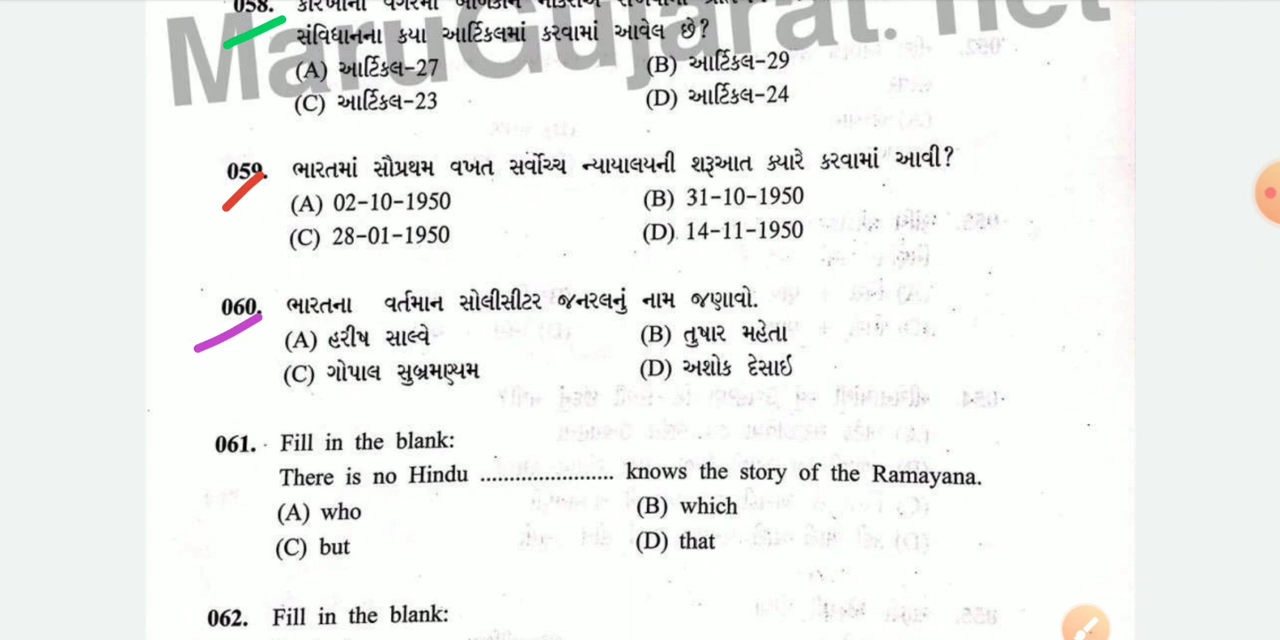 058.
સંવિધાનના કયા આર્ટિકલમાં કરવામાં આવેલ છે?
MaruGujarat.net
(A) આર્ટિકલ-27 (B) આર્ટિકલ-29
(C) આર્ટિકલ-23 (D) આર્ટિકલ-24
059. ભારતમાં સૌપ્રથમ વખત સર્વોચ્ચ ન્યાયાલયની શરૂઆત ક્યારે કરવામાં આવી?
(A) 02-10-1950 (B) 31-10-1950
(C) 28-01-1950 (D) 14-11-1950
060. ભારતના વર્તમાન સોલીસીટર જનરલનું નામ જણાવો.
(A) હરીષ સાલ્વે (B) તુષાર મહેતા
(C) ગોપાલ સુબ્રમણ્યમ (D) અશોક દેસાઇ
061. Fill in the blank:
There is no Hindu ....................... knows the story of the Ramayana.
(A) who (B) which
(C) but (D) that
062. Fill in the blank: